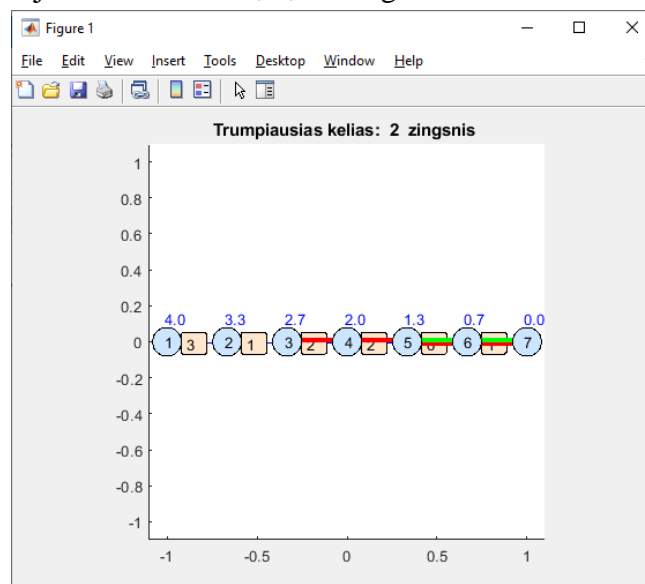 Figure 1
File Edit View Insert Tools Desktop Window Help
Trumpiausias kelias: 2 zingsnis
1
0.8
0.6
0.4
0.2
4.0 3.3 2.7 2.0 1.3 0.7 0.0
0 1 3 2 1 3 2 4 2 5 6 1 7
-0.2
-0.4
-0.6
-0.8
-1
-1 -0.5 0 0.5 1